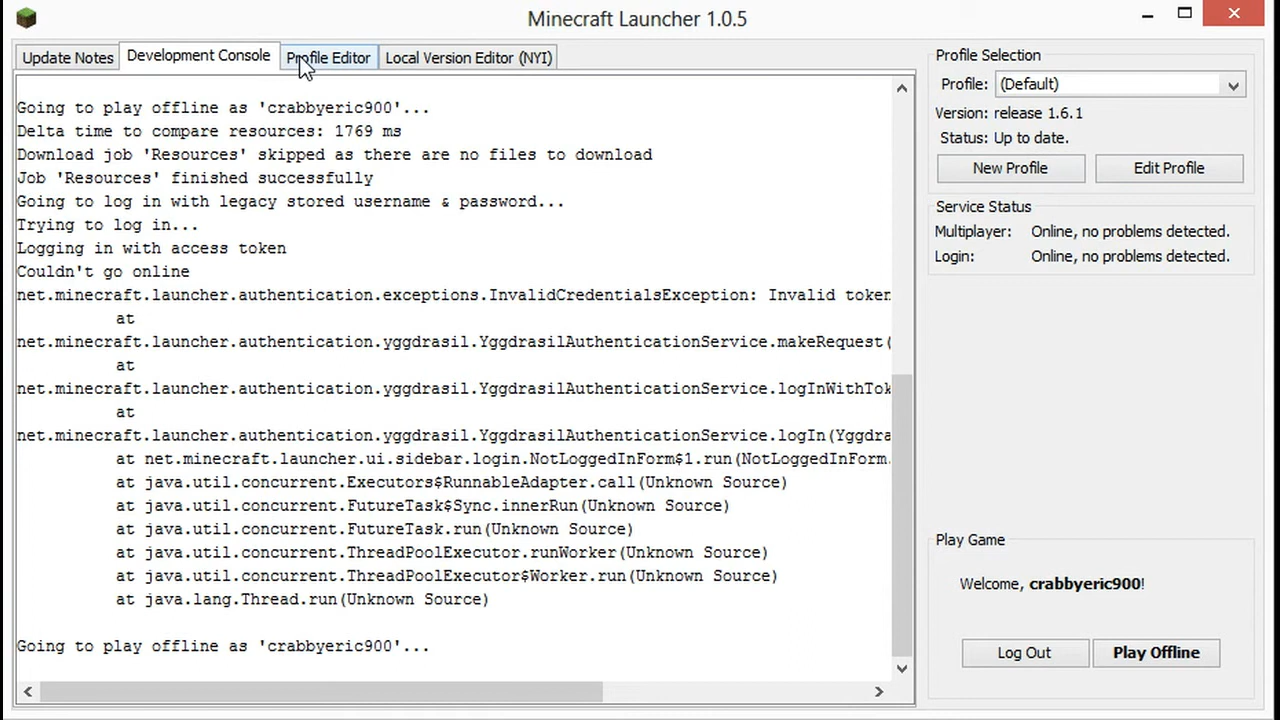 Minecraft Launcher 1.0.5
Update Notes
Development Console
Profile Editor
Local Version Editor (NYI)
Going to play offline as 'crabbyeric900'...
Delta time to compare resources: 1769 ms
Download job 'Resources' skipped as there are no files to download
Job 'Resources' finished successfully
Going to log in with legacy stored username & password...
Trying to log in...
Logging in with access token
Couldn't go online
net.minecraft.launcher.authentication.exceptions.InvalidCredentialsException: Invalid token
at
net.minecraft.launcher.authentication.yggdrasil.YggdrasilAuthenticationService.makeRequest(
at
net.minecraft.launcher.authentication.yggdrasil.YggdrasilAuthenticationService.logInWithTok
at
net.minecraft.launcher.authentication.yggdrasil.YggdrasilAuthenticationService.logIn(Yggdra
at net.minecraft.launcher.ui.sidebar.login.NotLoggedInForm$1.run(NotLoggedInForm.
at java.util.concurrent.Executors$RunnableAdapter.call(Unknown Source)
at java.util.concurrent.FutureTask$Sync.innerRun(Unknown Source)
at java.util.concurrent.FutureTask.run(Unknown Source)
at java.util.concurrent.ThreadPoolExecutor.runWorker(Unknown Source)
at java.util.concurrent.ThreadPoolExecutor$Worker.run(Unknown Source)
at java.lang.Thread.run(Unknown Source)
Going to play offline as 'crabbyeric900'...
Profile Selection
Profile: (Default)
Version: release 1.6.1
Status: Up to date.
New Profile
Edit Profile
Service Status
Multiplayer: Online, no problems detected.
Login: Online, no problems detected.
Play Game
Welcome, crabbyeric900!
Log Out
Play Offline